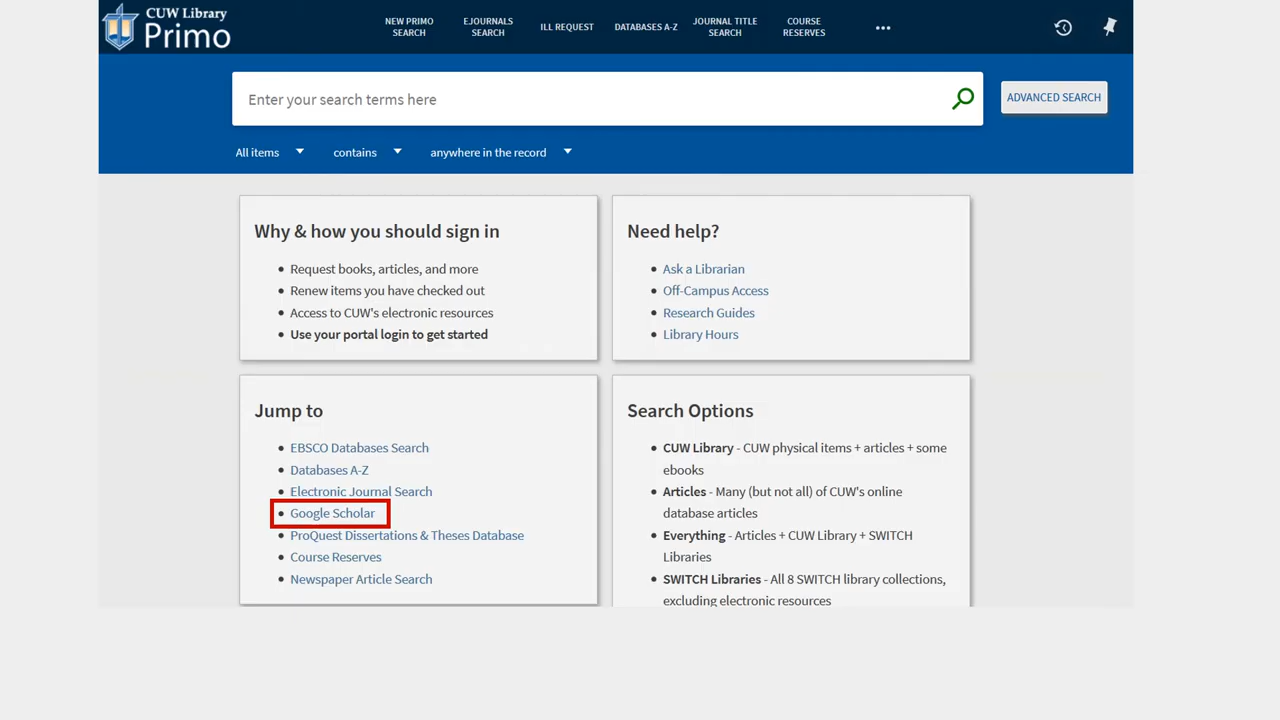 CUW Library
Primo
NEW PRIMO
SEARCH
EJOURNALS
SEARCH
ILL REQUEST
DATABASES A-Z
JOURNAL TITLE
SEARCH
COURSE
RESERVES
Enter your search terms here
ADVANCED SEARCH
All items
contains
anywhere in the record
Why & how you should sign in
Request books, articles, and more
Renew items you have checked out
Access to CUW's electronic resources
Use your portal login to get started
Need help?
Ask a Librarian
Off-Campus Access
Research Guides
Library Hours
Jump to
EBSCO Databases Search
Databases A-Z
Electronic Journal Search
Google Scholar
ProQuest Dissertations & Theses Database
Course Reserves
Newspaper Article Search
Search Options
CUW Library - CUW physical items + articles + some
ebooks
Articles - Many (but not all) of CUW's online
database articles
Everything - Articles + CUW Library + SWITCH
Libraries
SWITCH Libraries - All 8 SWITCH library collections,
excluding electronic resources